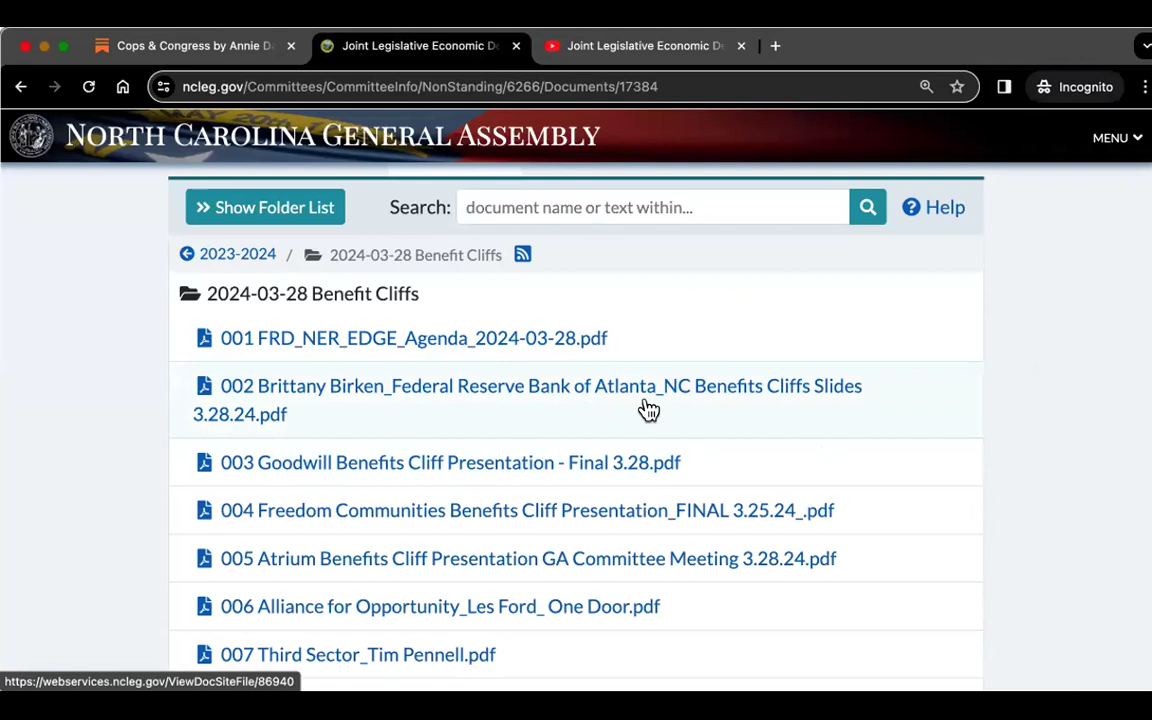 Cops & Congress by Annie D
Joint Legislative Economic De
Joint Legislative Economic De
ncleg.gov/Committees/CommitteeInfo/NonStanding/6266/Documents/17384
Incognito
NORTH CAROLINA GENERAL ASSEMBLY
MENU
Show Folder List
Search:
document name or text within...
Help
2023-2024 / 2024-03-28 Benefit Cliffs
2024-03-28 Benefit Cliffs
001 FRD_NER_EDGE_Agenda_2024-03-28.pdf
002 Brittany Birken_Federal Reserve Bank of Atlanta_NC Benefits Cliffs Slides
3.28.24.pdf
003 Goodwill Benefits Cliff Presentation - Final 3.28.pdf
004 Freedom Communities Benefits Cliff Presentation_FINAL 3.25.24_.pdf
005 Atrium Benefits Cliff Presentation GA Committee Meeting 3.28.24.pdf
006 Alliance for Opportunity_Les Ford_ One Door.pdf
007 Third Sector_Tim Pennell.pdf
https://webservices.ncleg.gov/ViewDocSiteFile/86940